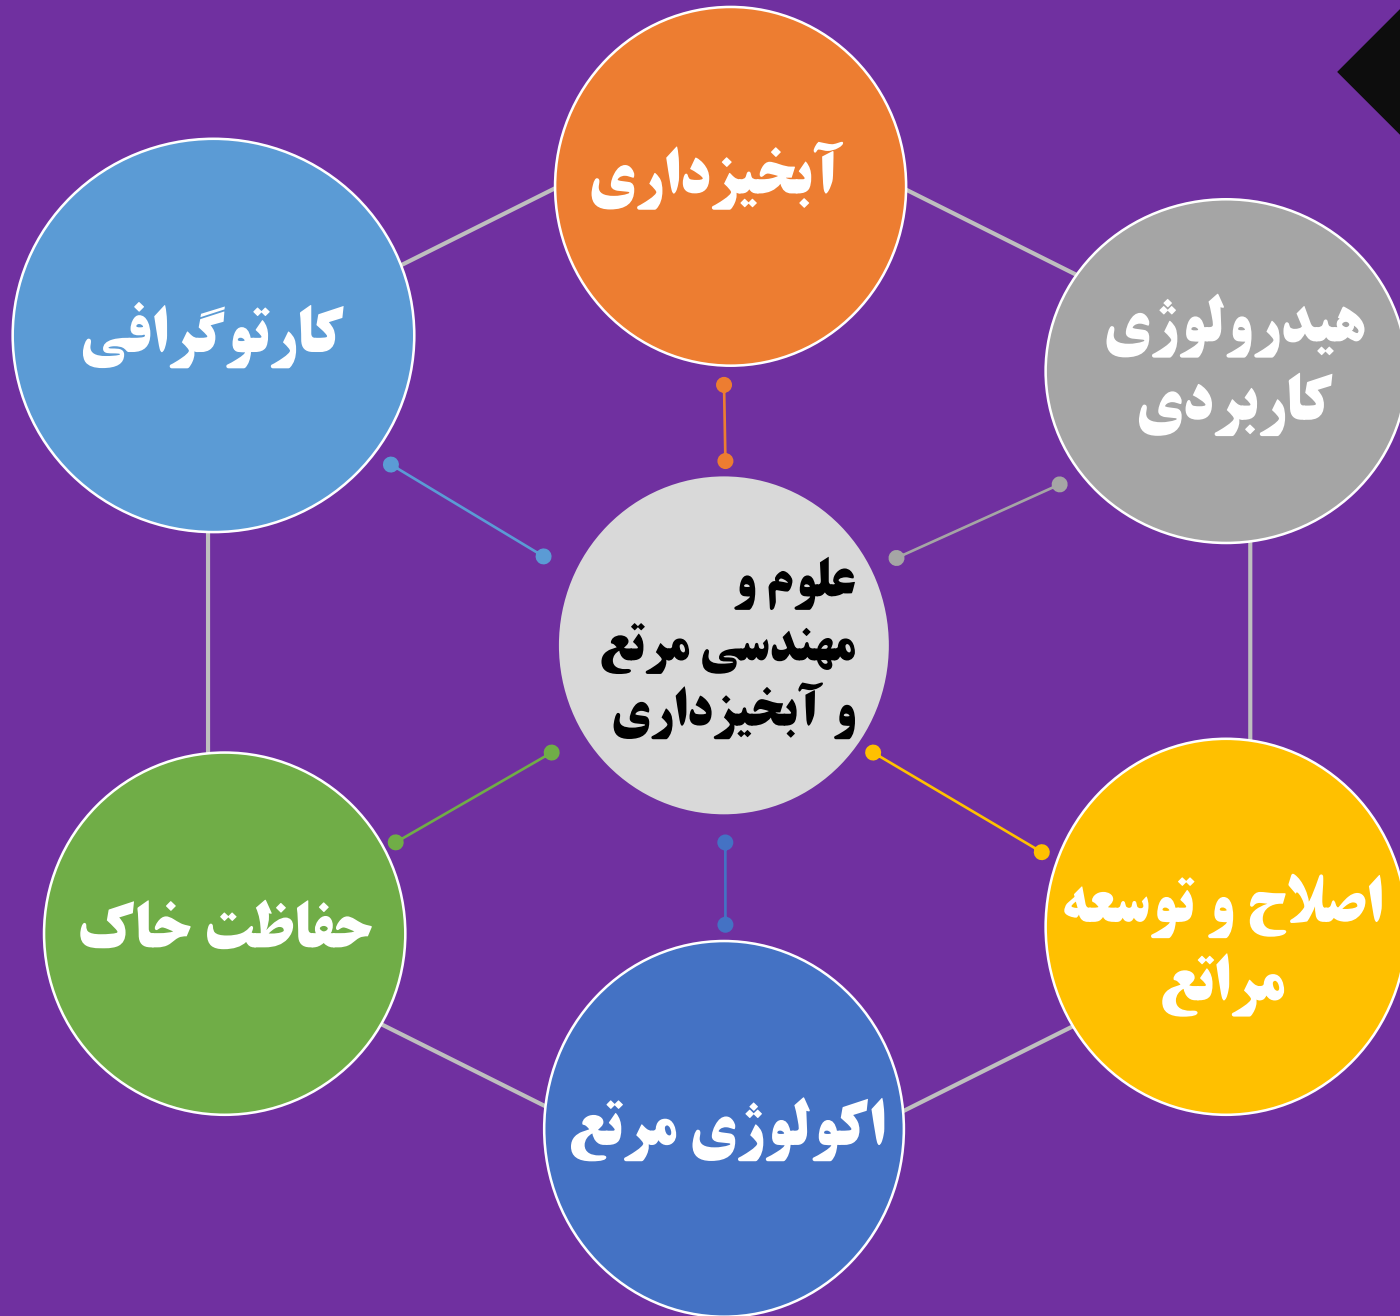 آبخیزداری
هیدرولوژی
کاربردی
کارتوگرافی
علوم و
مهندسی مرتع
و آبخیزداری
اصلاح و توسعه
مراتع
حفاظت خاک
اکولوژی مرتع